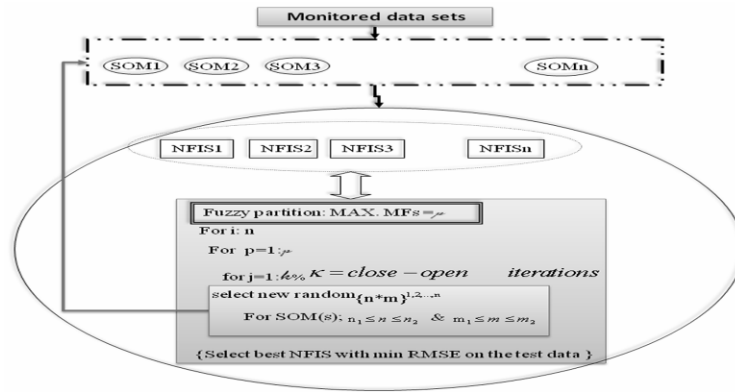 Monitored data sets
SOM1 SOM2 SOM3 SOMn
NFIS1 NFIS2 NFIS3 NFISn
Fuzzy partition: MAX. MFs =μ
For i: n
For p=1:μ
for j=1:k% κ = close − open iterations
select new random{n*m}1,2...,n
For SOM(s); n₁ ≤ n ≤ n₂ & m₁ ≤ m ≤ m₂
{Select best NFIS with min RMSE on the test data }